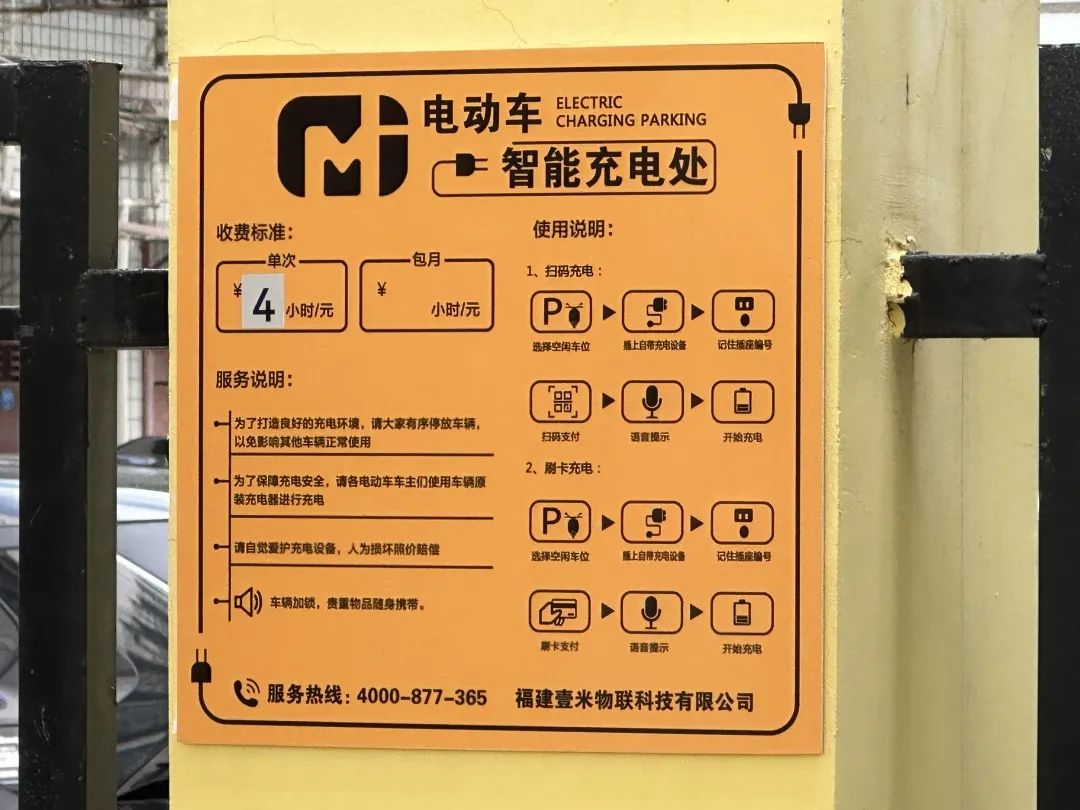 电动车
ELECTRIC
CHARGING PARKING
智能充电处
收费标准:
单次
¥ 4 小时/元
包月
¥ 小时/元
服务说明:
为了打造良好的充电环境,请大家有序停放车辆,
以免影响其他车辆正常使用
为了保障充电安全,请各电动车车主们使用车辆原
装充电器进行充电
请自觉爱护充电设备,人为损坏照价赔偿
车辆加锁,贵重物品随身携带。
使用说明:
1、扫码充电:
P
选择空闲车位 插上自带充电设备 记住插座编号
扫码支付 语音提示 开始充电
2、刷卡充电:
P
选择空闲车位 插上自带充电设备 记住插座编号
刷卡支付 语音提示 开始充电
服务热线: 4000-877-365 福建壹米物联科技有限公司